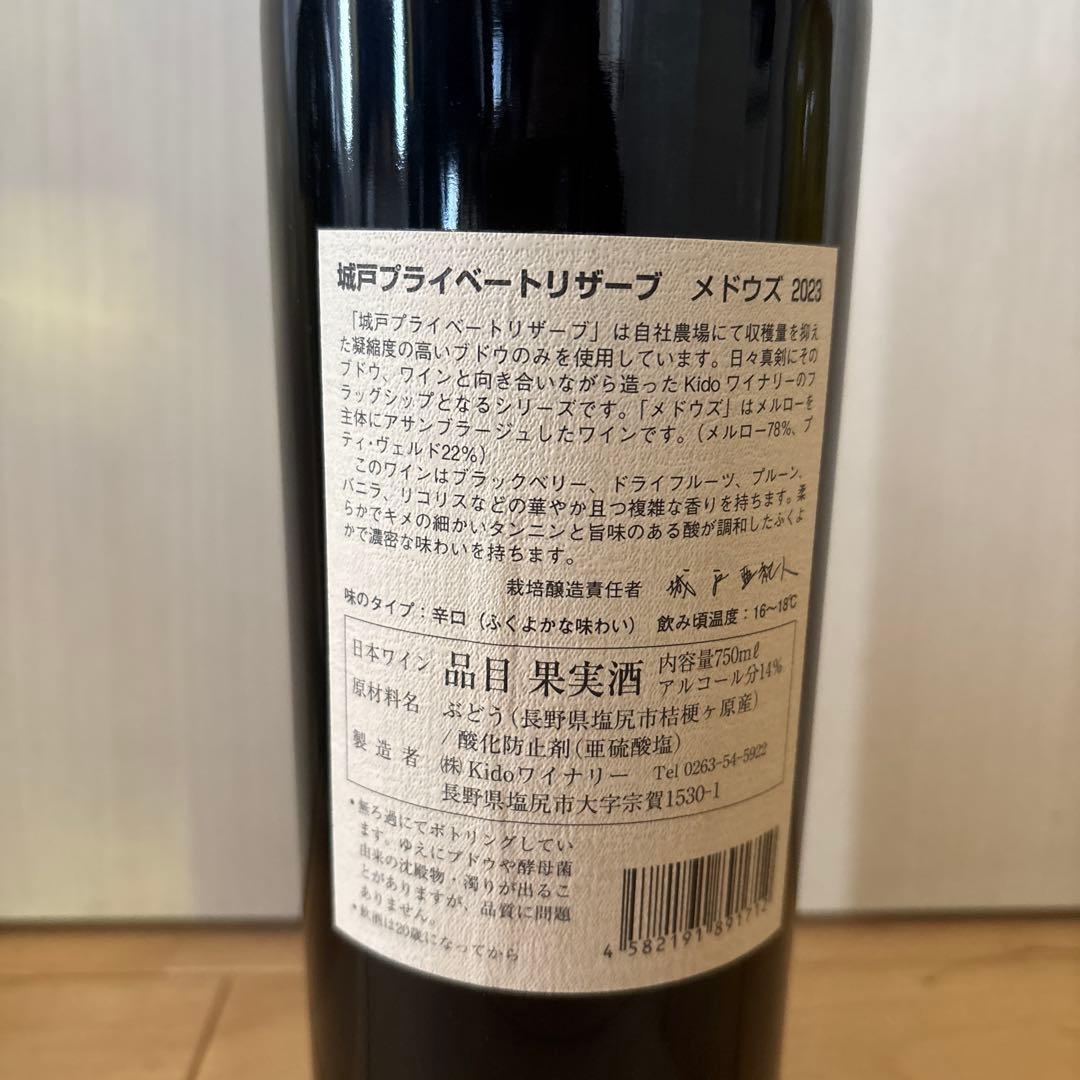 城戸プライベートリザーブ メドウズ 2023
「城戸プライベートリザーブ」は自社農場にて収穫量を抑え
た凝縮度の高いブドウのみを使用しています。日々真剣にその
ブドウ、ワインと向き合いながら造ったKidoワイナリーのフ
ラッグシップとなるシリーズです。「メドウズ」はメルローを
主体にアサンブラージュしたワインです。(メルロー78%、プ
ティ・ヴェルド22%)
このワインはブラックベリー、ドライフルーツ、プルーン、
バニラ、リコリスなどの華やか且つ複雑な香りを持ちます。柔
らかでキメの細かいタンニンと旨味のある酸が調和したふくよ
かで濃密な味わいを持ちます。
栽培醸造責任者 城戸亜紀人
味のタイプ:辛口(ふくよかな味わい) 飲み頃温度:16〜18℃
日本ワイン 品目 果実酒 内容量750mℓ
アルコール分14%
原材料名 ぶどう(長野県塩尻市桔梗ヶ原産)
/酸化防止剤(亜硫酸塩)
製造者 ㈱Kidoワイナリー Tel 0263-54-5922
長野県塩尻市大字宗賀1530-1
•無ろ過にてボトリングしてい
ます。ゆえにブドウや酵母菌
由来の沈殿物・濁りが出るこ
とがありますが、品質に問題
ありません。
•飲酒は20歳になってから
4 582191 891712